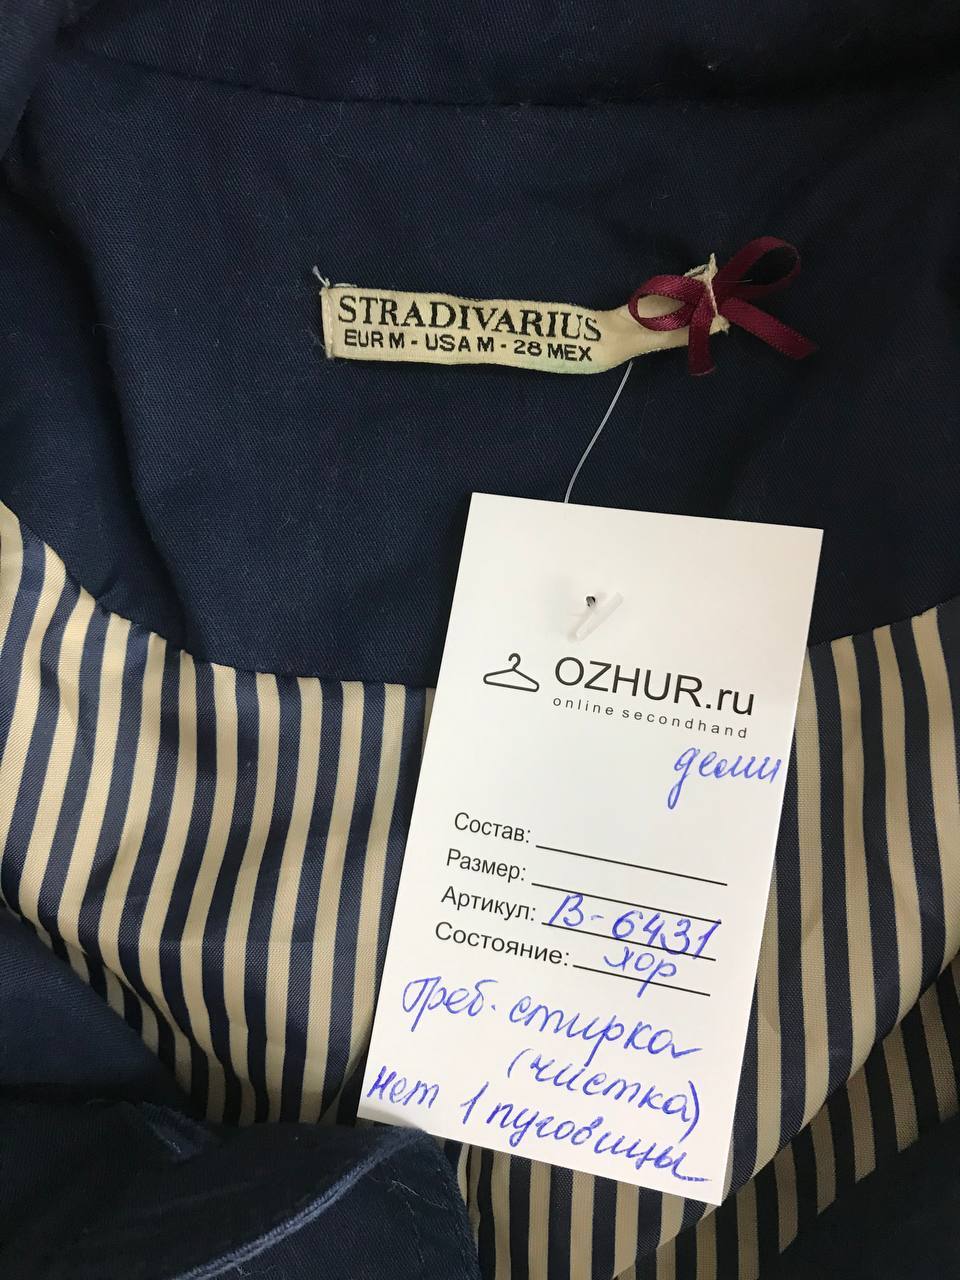 STRADIVARIUS
EUR M - USA M - 28 MEX
OZHUR.ru
online secondhand
деми
Состав:
Размер:
Артикул: В-6431
Состояние: хор
Треб. стирка
(чистка)
нет 1 пуговицы